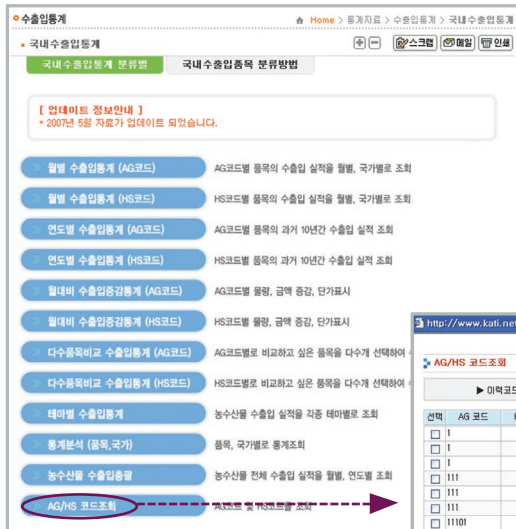 수출입통계
Home > 통계자료 > 수출입통계 > 국내수출입통계
국내수출입통계
스크랩 메일 인쇄
국내수출입통계 분류별 국내수출입품목 분류방법
[ 업데이트 정보안내 ]
* 2007년 5월 자료가 업데이트 되었습니다.
월별 수출입통계 (AG코드) AG코드별 품목의 수출입 실적을 월별, 국가별로 조회
월별 수출입통계 (HS코드) HS코드별 품목의 수출입 실적을 월별, 국가별로 조회
연도별 수출입통계 (AG코드) AG코드별 품목의 과거 10년간 수출입 실적 조회
연도별 수출입통계 (HS코드) HS코드별 품목의 과거 10년간 수출입 실적 조회
월대비 수출입증감통계 (AG코드) AG코드별 물량, 금액 증감, 단가표시
월대비 수출입증감통계 (HS코드) HS코드별 물량, 금액 증감, 단가표시
다수품목비교 수출입통계 (AG코드) AG코드별로 비교하고 싶은 품목을 다수개 선택하여
다수품목비교 수출입통계 (HS코드) HS코드별로 비교하고 싶은 품목을 다수개 선택하여
테마별 수출입통계 농수산물 수출입 실적을 각종 테마별로 조회
통계분석 (품목,국가) 품목, 국가별로 통계조회
농수산물 수출입총괄 농수산물 전체 수출입 실적을 월별, 연도별 조회
AG/HS 코드조회 AG코드 및 HS코드를 조회
http://www.kati.net
AG/HS 코드조회
▶ 이력코드
선택 AG 코드
1
1
1
111
111
111
11101